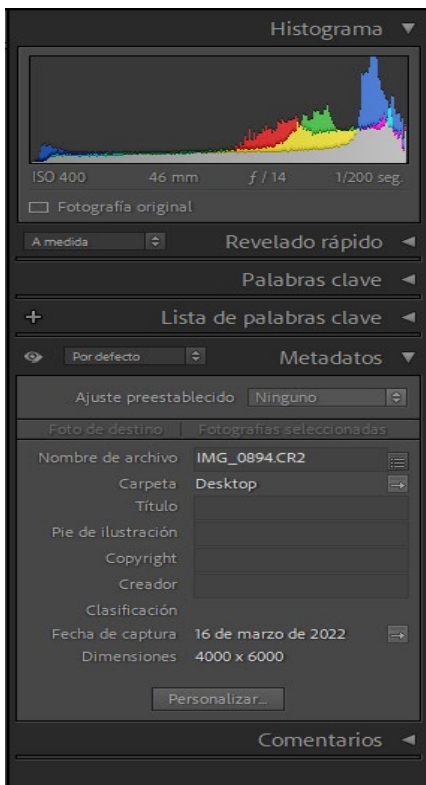 Histograma
ISO 400 46 mm ƒ / 14 1/200 seg.
Fotografía original
A medida Revelado rápido
Palabras clave
Lista de palabras clave
Por defecto Metadatos
Ajuste preestablecido Ninguno
Foto de destino Fotografías seleccionadas
Nombre de archivo IMG_0894.CR2
Carpeta Desktop
Título
Pie de ilustración
Copyright
Creador
Clasificación
Fecha de captura 16 de marzo de 2022
Dimensiones 4000 x 6000
Personalizar...
Comentarios